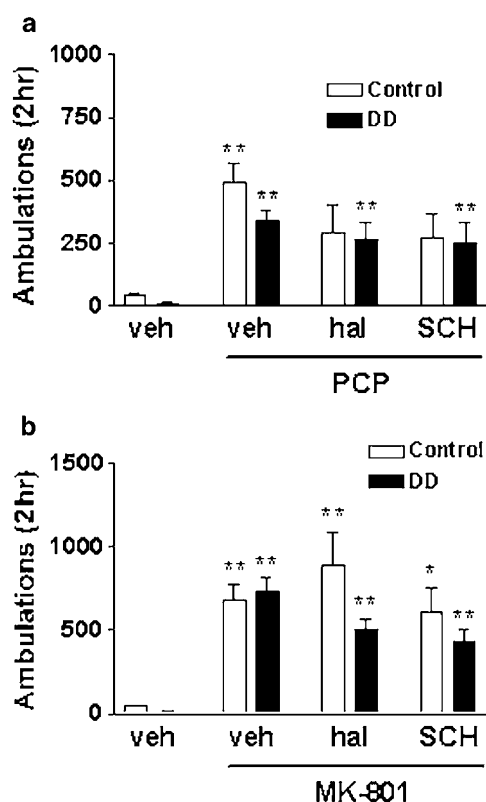 a
Ambulations (2hr)
1000
750
500
250
0
Control
DD
**
**
**
**
veh
veh
hal
SCH
PCP
b
Ambulations (2hr)
1500
1000
500
0
Control
DD
**
**
**
**
*
**
veh
veh
hal
SCH
MK-801